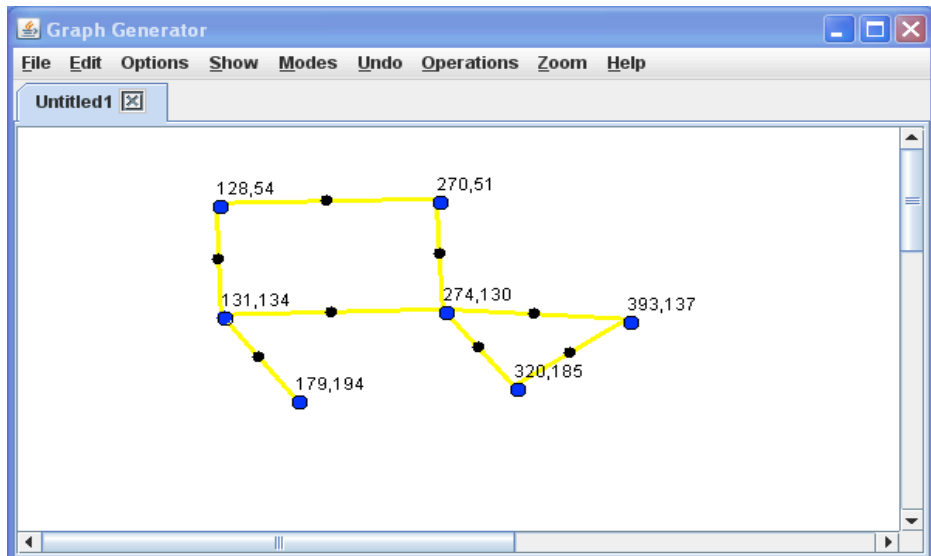 Graph Generator
File Edit Options Show Modes Undo Operations Zoom Help
Untitled1
128,54
270,51
131,134
274,130
393,137
320,185
179,194